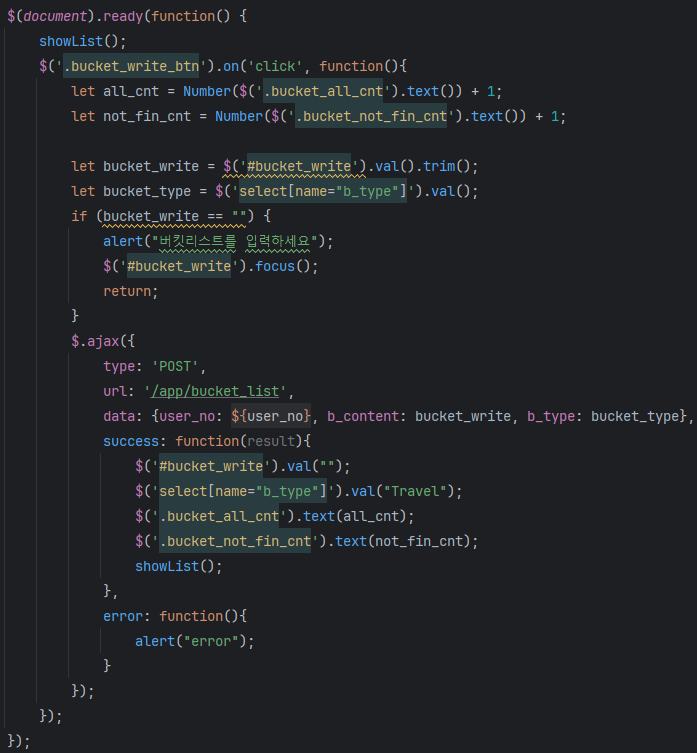 $(document).ready(function() {
    showList();
    $('.bucket_write_btn').on('click', function(){
        let all_cnt = Number($('.bucket_all_cnt').text()) + 1;
        let not_fin_cnt = Number($('.bucket_not_fin_cnt').text()) + 1;

        let bucket_write = $('#bucket_write').val().trim();
        let bucket_type = $('select[name="b_type"]').val();
        if (bucket_write == "") {
            alert("버킷리스트를 입력하세요");
            $('#bucket_write').focus();
            return;
        }
        $.ajax({
            type: 'POST',
            url: '/app/bucket_list',
            data: {user_no: ${user_no}, b_content: bucket_write, b_type: bucket_type},
            success: function(result){
                $('#bucket_write').val("");
                $('select[name="b_type"]').val("Travel");
                $('.bucket_all_cnt').text(all_cnt);
                $('.bucket_not_fin_cnt').text(not_fin_cnt);
                showList();
            },
            error: function(){
                alert("error");
            }
        });
    });
});